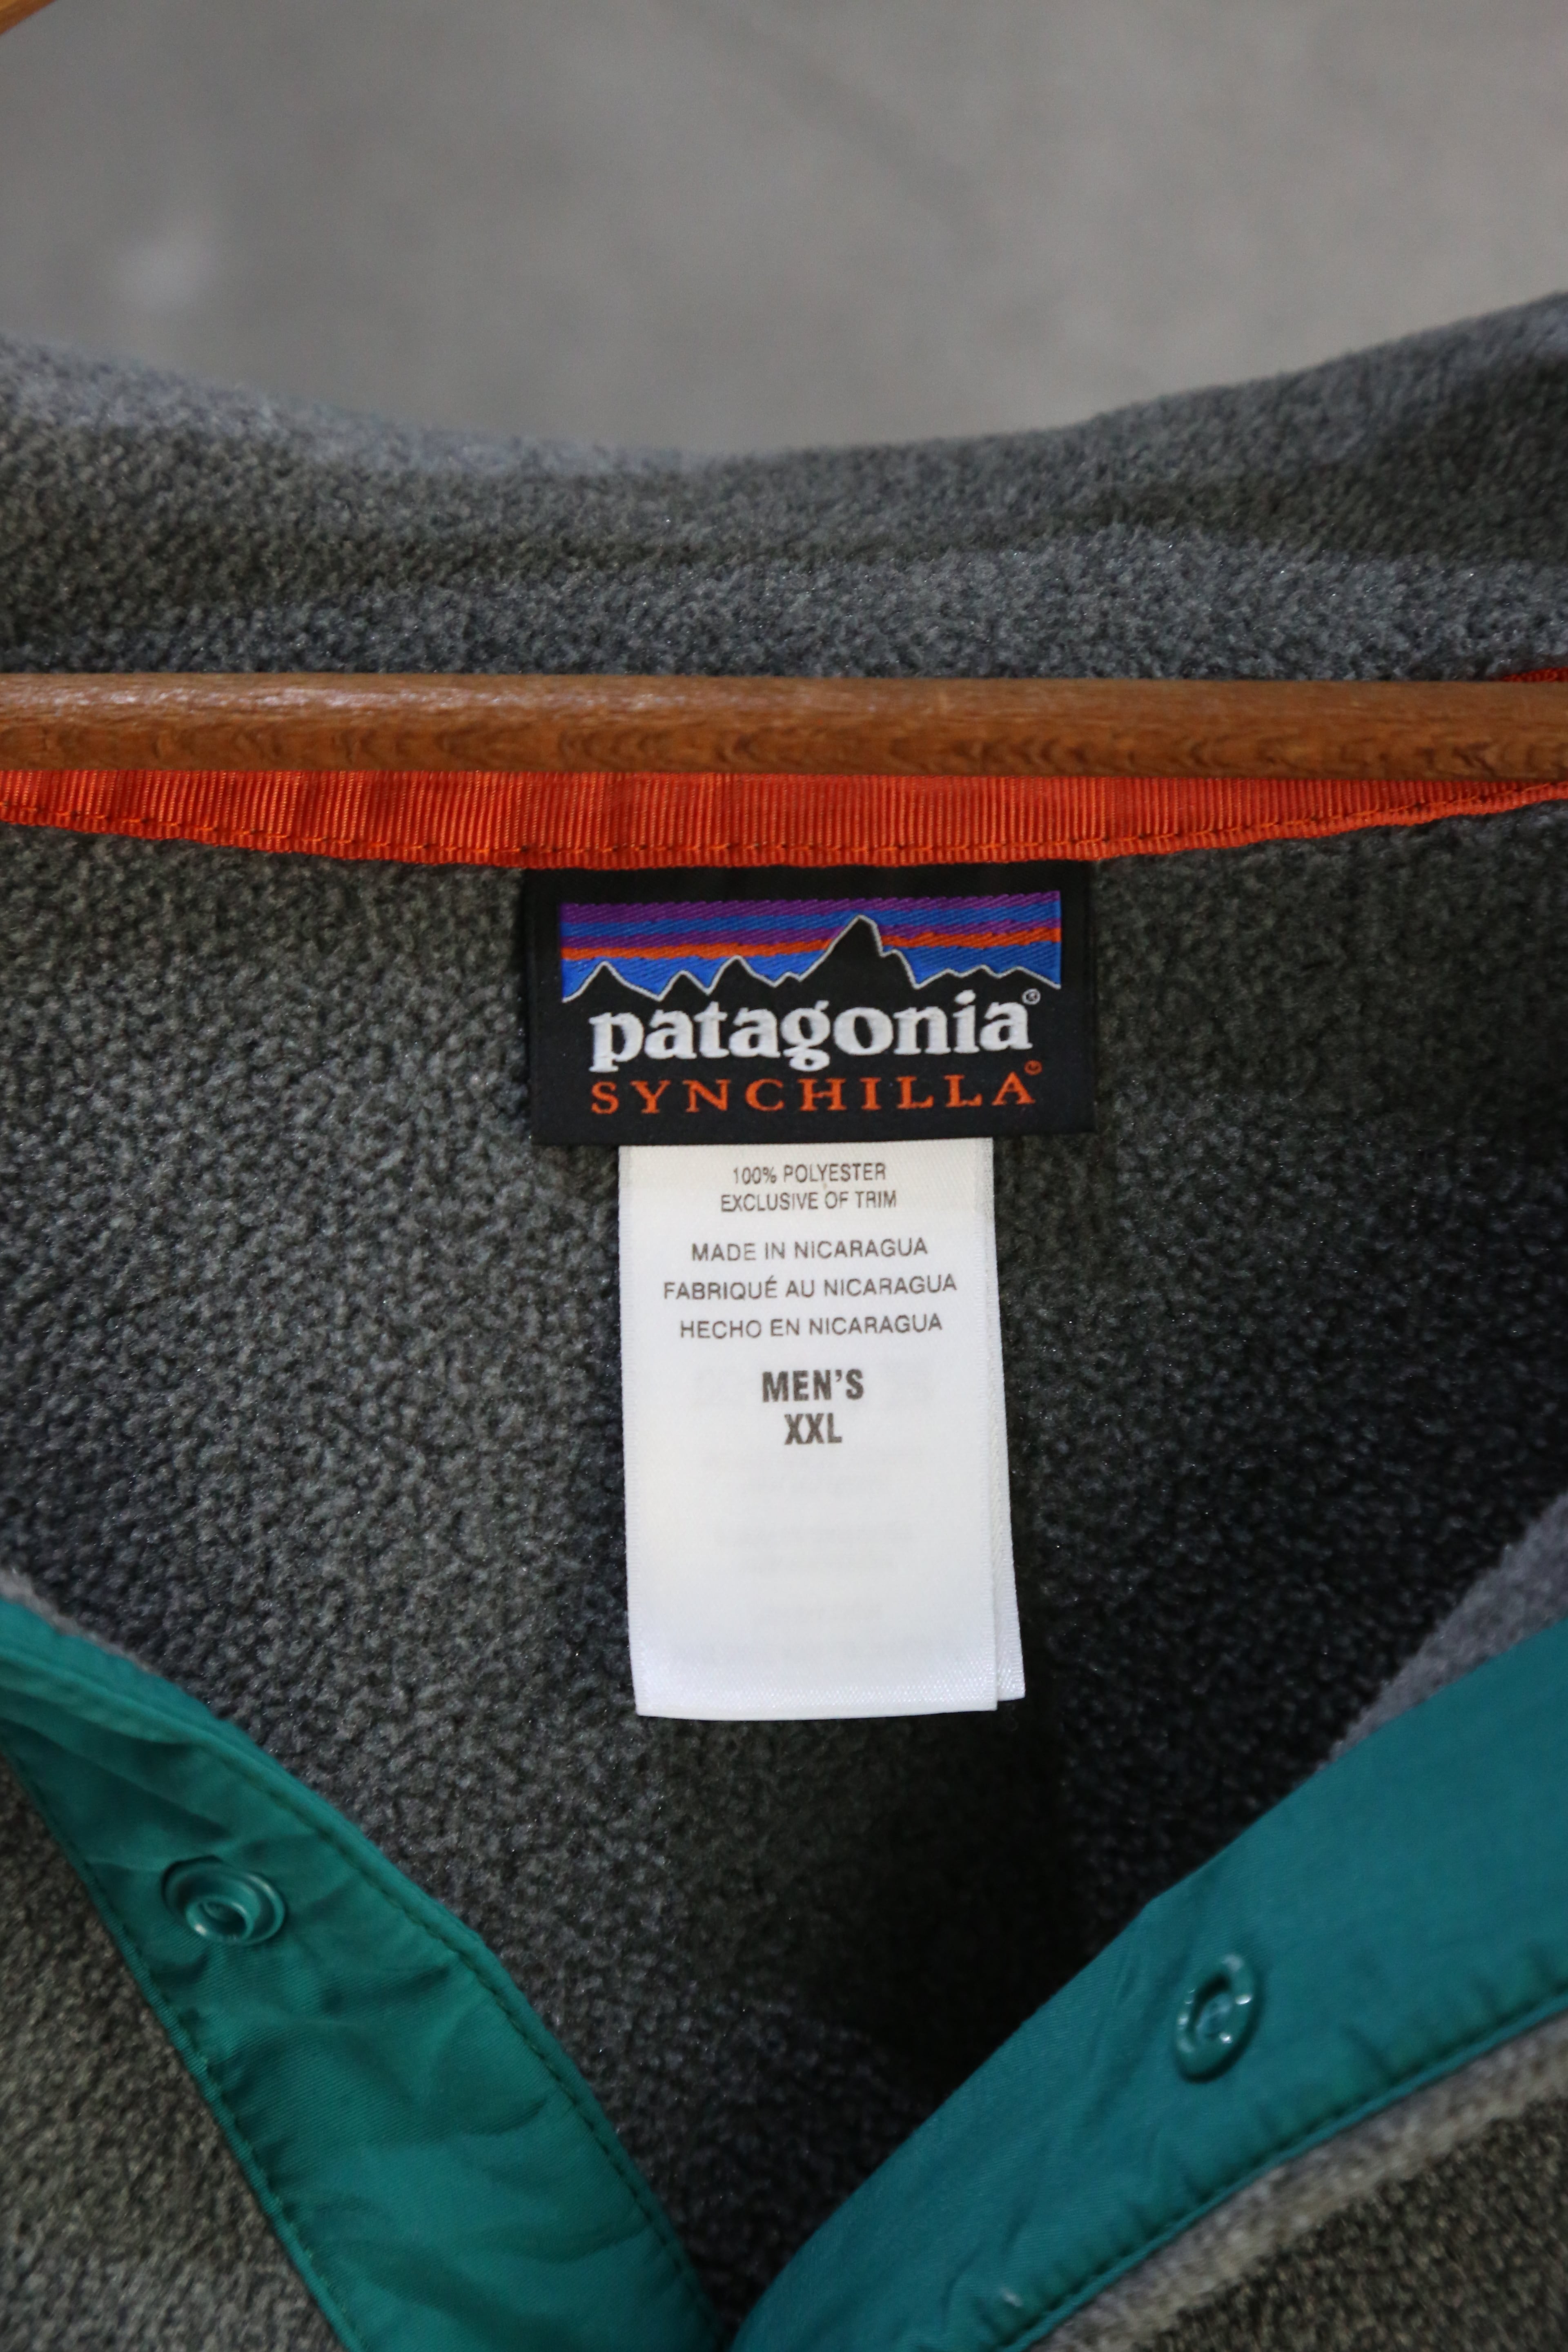 patagonia®
SYNCHILLA®
100% POLYESTER
EXCLUSIVE OF TRIM
MADE IN NICARAGUA
FABRIQUÉ AU NICARAGUA
HECHO EN NICARAGUA
MEN'S
XXL